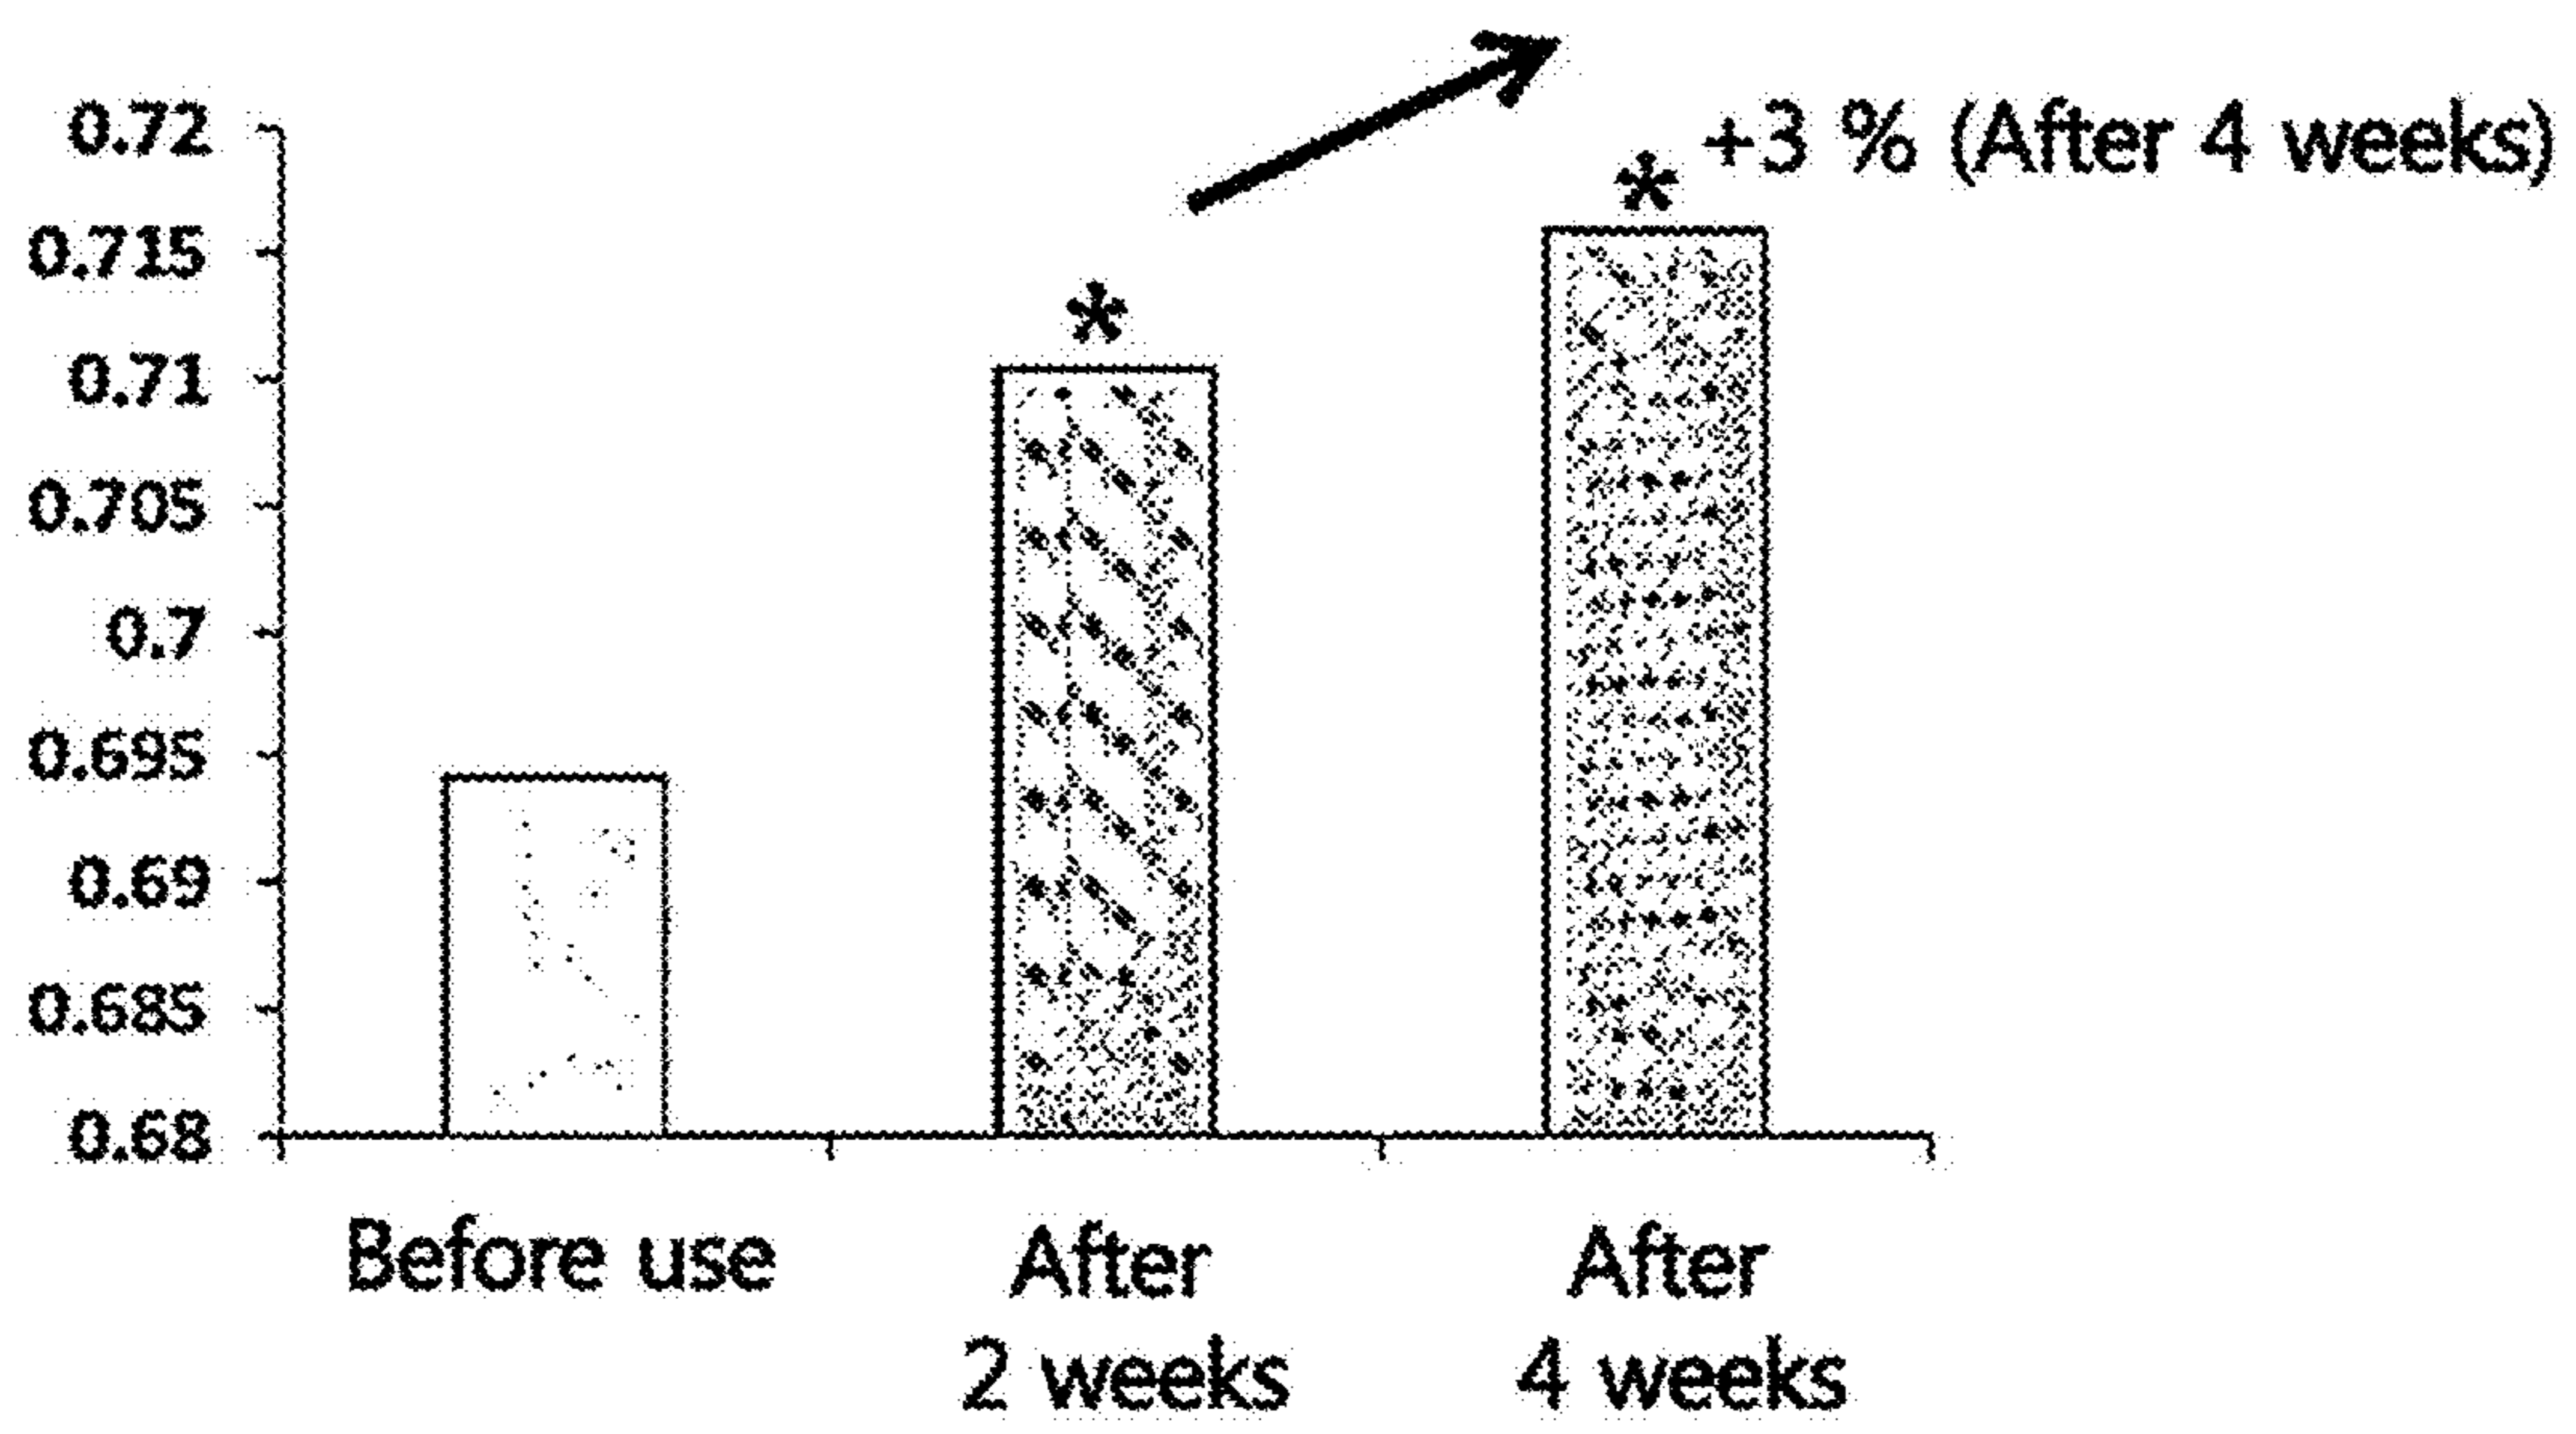 0.72
+3 % (After 4 weeks)
*
0.715
*
0.71
0.705
0.7
0.695
0.69
0.685
0.68
Before use
After
2 weeks
After
4 weeks